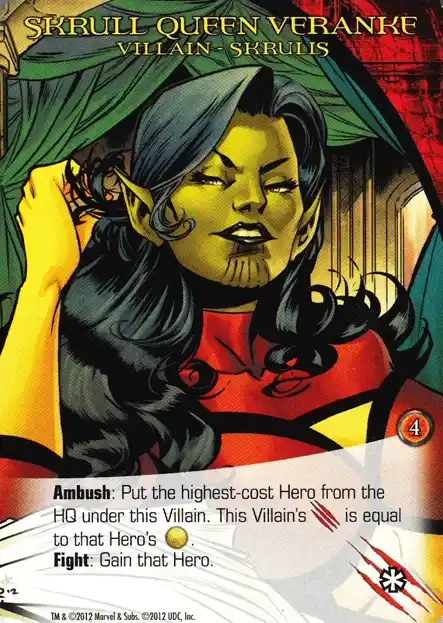 SKRULL QUEEN VERANKE
VILLAIN - SKRULLS
4
Ambush: Put the highest-cost Hero from the
HQ under this Villain. This Villain's is equal
to that Hero's .
Fight: Gain that Hero.
*
TM & ©2012 Marvel & Subs. ©2012 UDC, Inc.